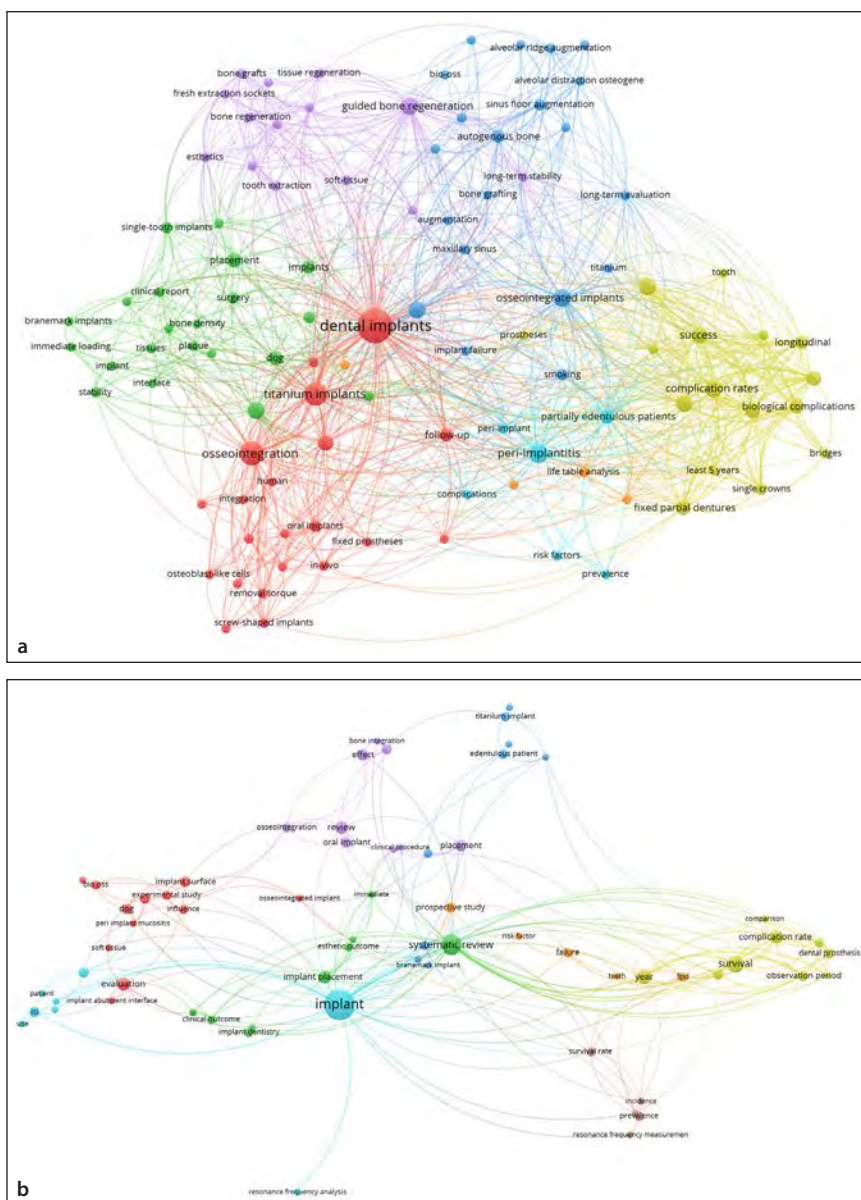 alveolar ridge augmentation
bone grafts
tissue regeneration
bio-oss
alveolar distraction osteogene
fresh extraction sockets
guided bone regeneration
sinus floor augmentation
bone regeneration
autogenous bone
esthetics
soft-tissue
long-term stability
tooth extraction
bone grafting
long-term evaluation
augmentation
single-tooth implants
maxillary sinus
placement
implants
titanium
tooth
clinical report
surgery
osseointegrated implants
branemark implants
bone density
dental implants
prostheses
success
longitudinal
immediate loading
tissues
plaque
implant failure
implant
dog
interface
smoking
complication rates
stability
titanium implants
biological complications
partially edentulous patients
peri-implant
follow-up
osseointegration
peri-implantitis
bridges
human
life table analysis
least 5 years
integration
complications
single crowns
oral implants
fixed partial dentures
fixed prostheses
risk factors
osteoblast-like cells
in-vivo
prevalence
removal torque
screw-shaped implants
a
titanium implant
bone integration
effect
edentulous patient
osseointegration
review
oral implant
clinical procedure
placement
bio oss
implant surface
experimental study
osseointegrated implant
immediate
dog
influence
prospective study
comparison
peri implant mucositis
risk factor
complication rate
soft tissue
esthetic outcome
systematic review
failure
dental prosthesis
branemark implant
survival
evaluation
implant placement
teeth
year
fpd
observation period
patient
implant abutment interface
implant
use
clinical outcome
implant dentistry
survival rate
incidence
prevalence
resonance frequency measuremen
resonance frequency analysis
b